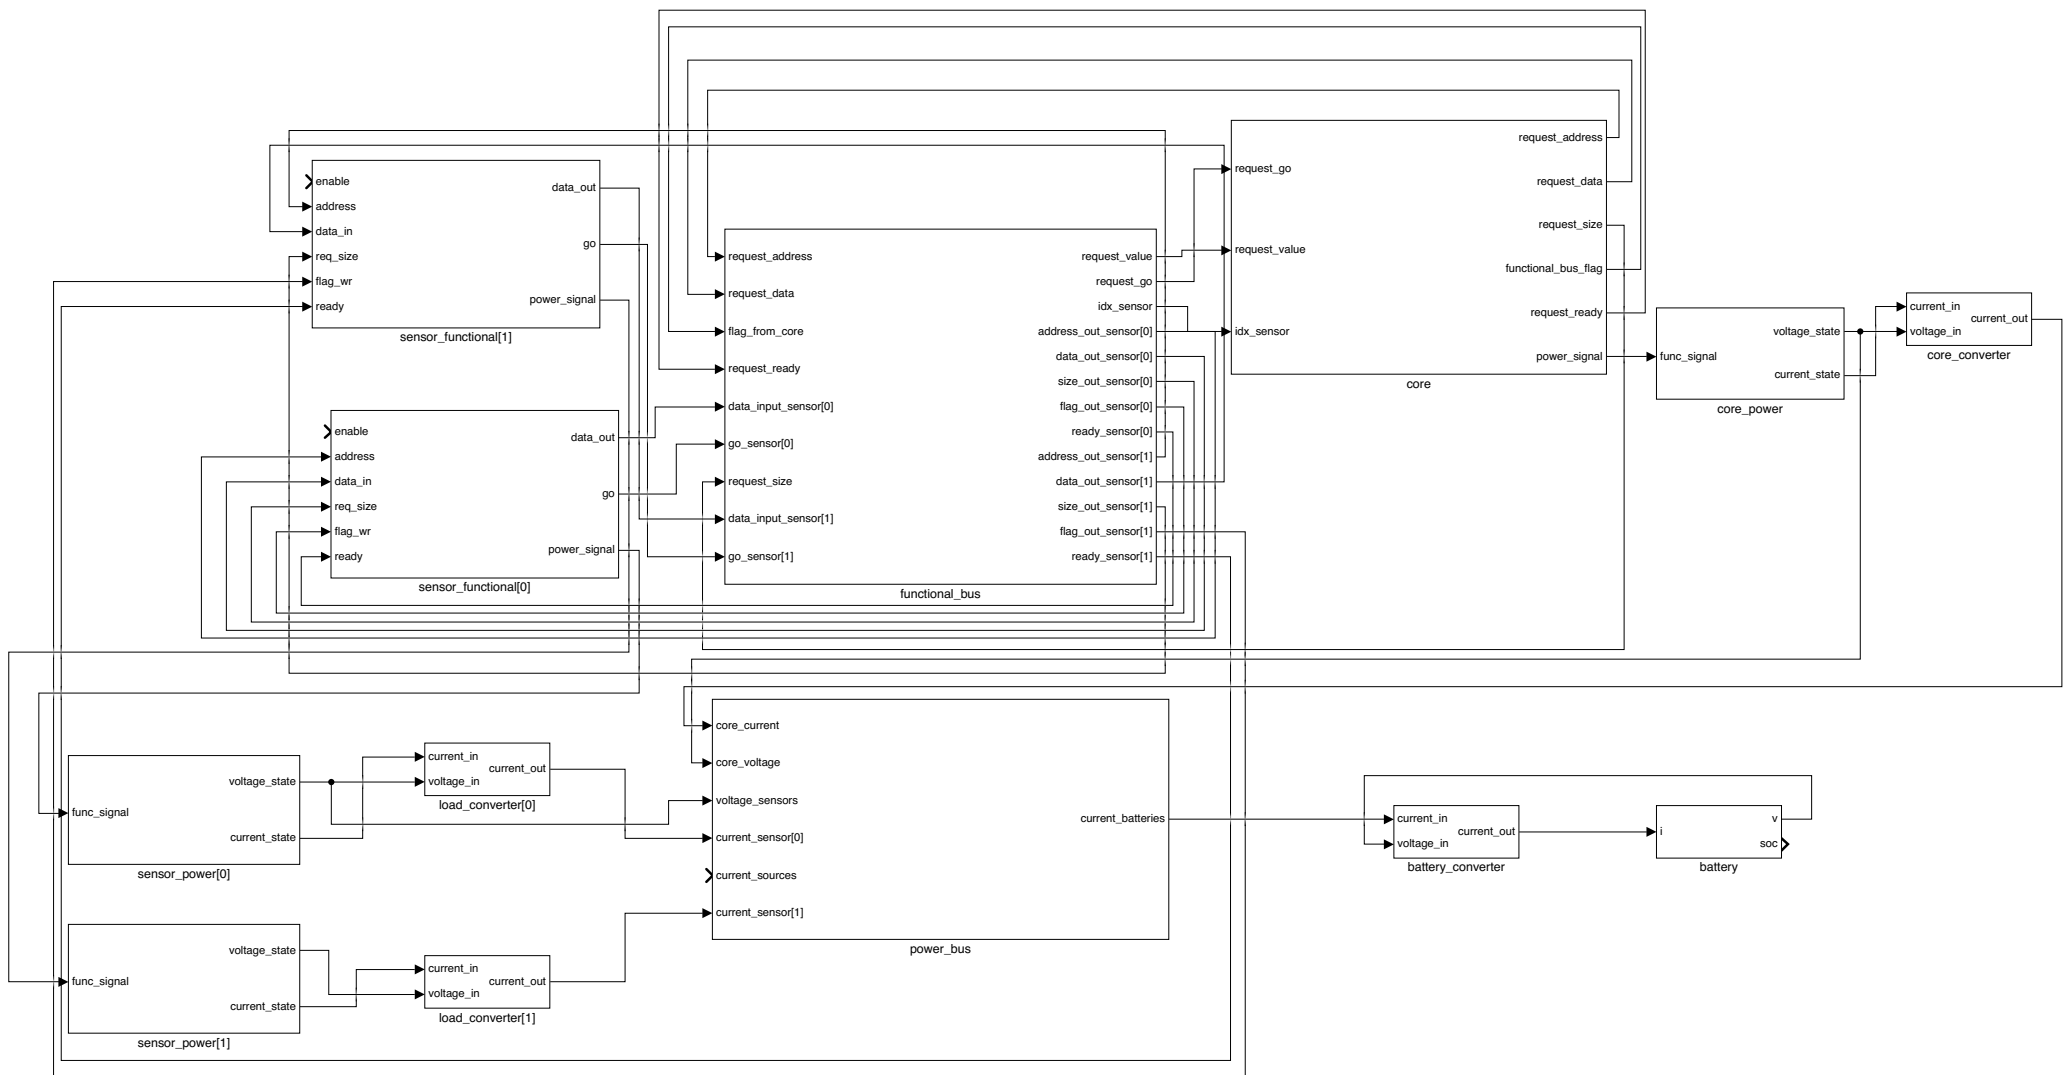 enable
address
data_in
req_size
flag_wr
ready
data_out
go
power_signal
sensor_functional[1]
enable
address
data_in
req_size
flag_wr
ready
data_out
go
power_signal
sensor_functional[0]
request_address
request_data
flag_from_core
request_ready
data_input_sensor[0]
go_sensor[0]
request_size
data_input_sensor[1]
go_sensor[1]
request_value
request_go
idx_sensor
address_out_sensor[0]
data_out_sensor[0]
size_out_sensor[0]
flag_out_sensor[0]
ready_sensor[0]
address_out_sensor[1]
data_out_sensor[1]
size_out_sensor[1]
flag_out_sensor[1]
ready_sensor[1]
functional_bus
request_go
request_value
idx_sensor
request_address
request_data
request_size
functional_bus_flag
request_ready
power_signal
core
func_signal
voltage_state
current_state
core_power
current_in
voltage_in
current_out
core_converter
func_signal
voltage_state
current_state
sensor_power[0]
current_in
voltage_in
current_out
load_converter[0]
func_signal
voltage_state
current_state
sensor_power[1]
current_in
voltage_in
current_out
load_converter[1]
core_current
core_voltage
voltage_sensors
current_sensor[0]
current_sources
current_sensor[1]
current_batteries
power_bus
current_in
voltage_in
current_out
battery_converter
i
v
soc
battery